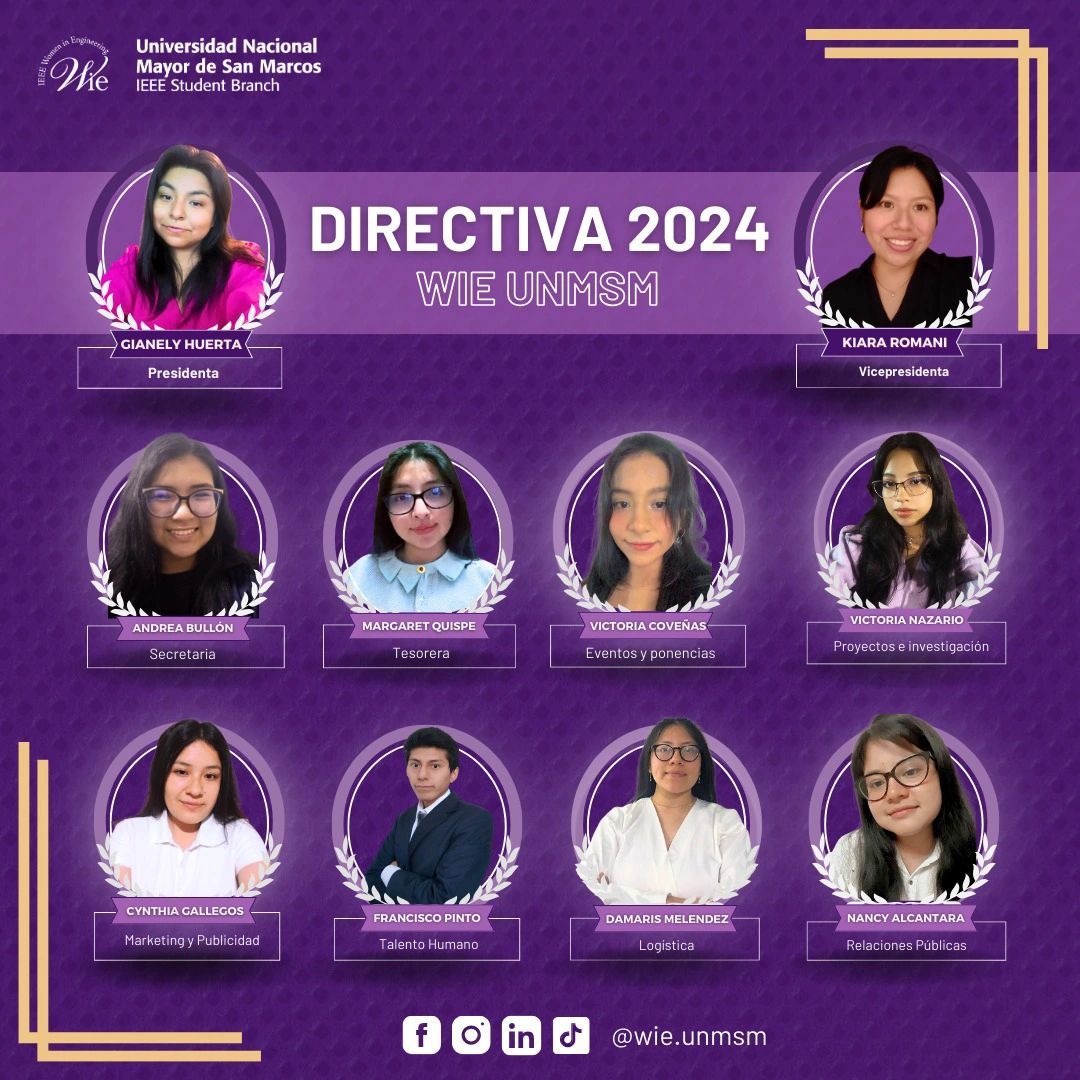 IEEE Women in Engineering
Wie
Universidad Nacional
Mayor de San Marcos
IEEE Student Branch
DIRECTIVA 2024
WIE UNMSM
GIANELY HUERTA
Presidenta
KIARA ROMANI
Vicepresidenta
ANDREA BULLÓN
Secretaria
MARGARET QUISPE
Tesorera
VICTORIA COVEÑAS
Eventos y ponencias
VICTORIA NAZARIO
Proyectos e investigación
CYNTHIA GALLEGOS
Marketing y Publicidad
FRANCISCO PINTO
Talento Humano
DAMARIS MELENDEZ
Logística
NANCY ALCANTARA
Relaciones Públicas
@wie.unmsm